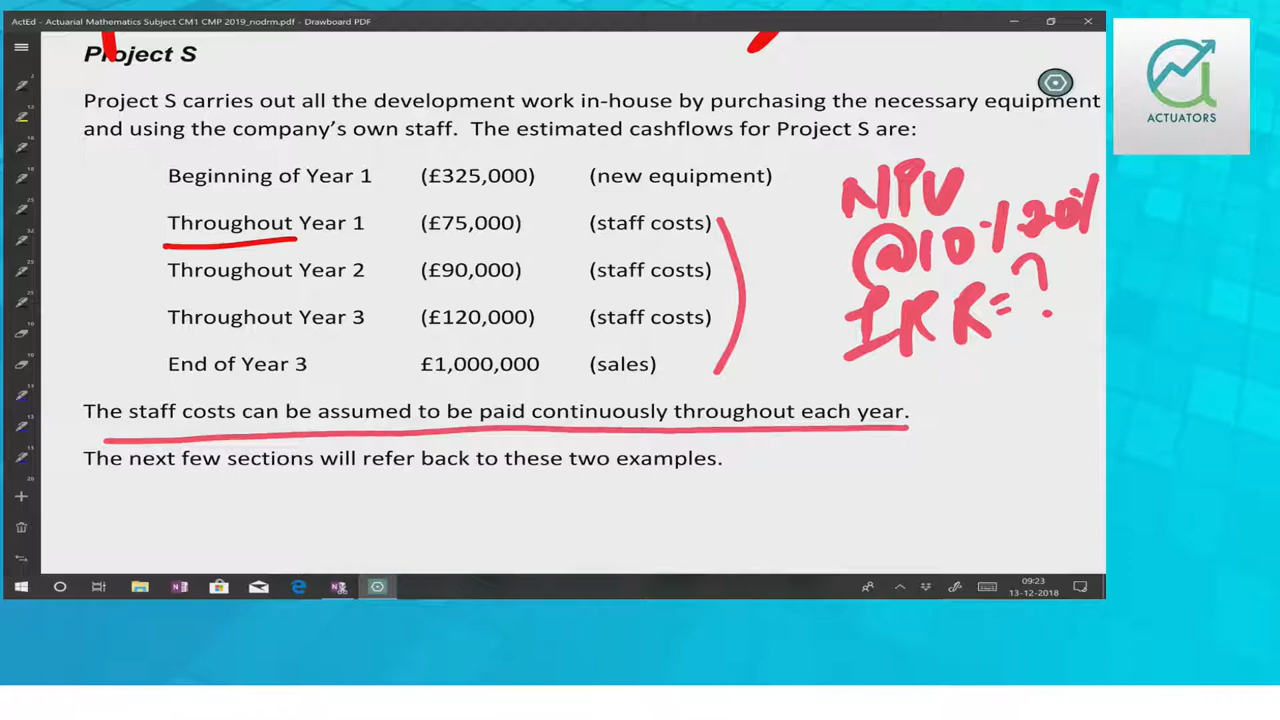 ActEd - Actuarial Mathematics Subject CM1 CMP 2019_nodrm.pdf - Drawboard PDF
Project S
Project S carries out all the development work in-house by purchasing the necessary equipment
and using the company's own staff. The estimated cashflows for Project S are:
Beginning of Year 1 (£325,000) (new equipment)
Throughout Year 1 (£75,000) (staff costs)
Throughout Year 2 (£90,000) (staff costs)
Throughout Year 3 (£120,000) (staff costs)
End of Year 3 £1,000,000 (sales)
The staff costs can be assumed to be paid continuously throughout each year.
The next few sections will refer back to these two examples.
NPV
@10% 20%
IRR=?
ACTUATORS
09:23
13-12-2018